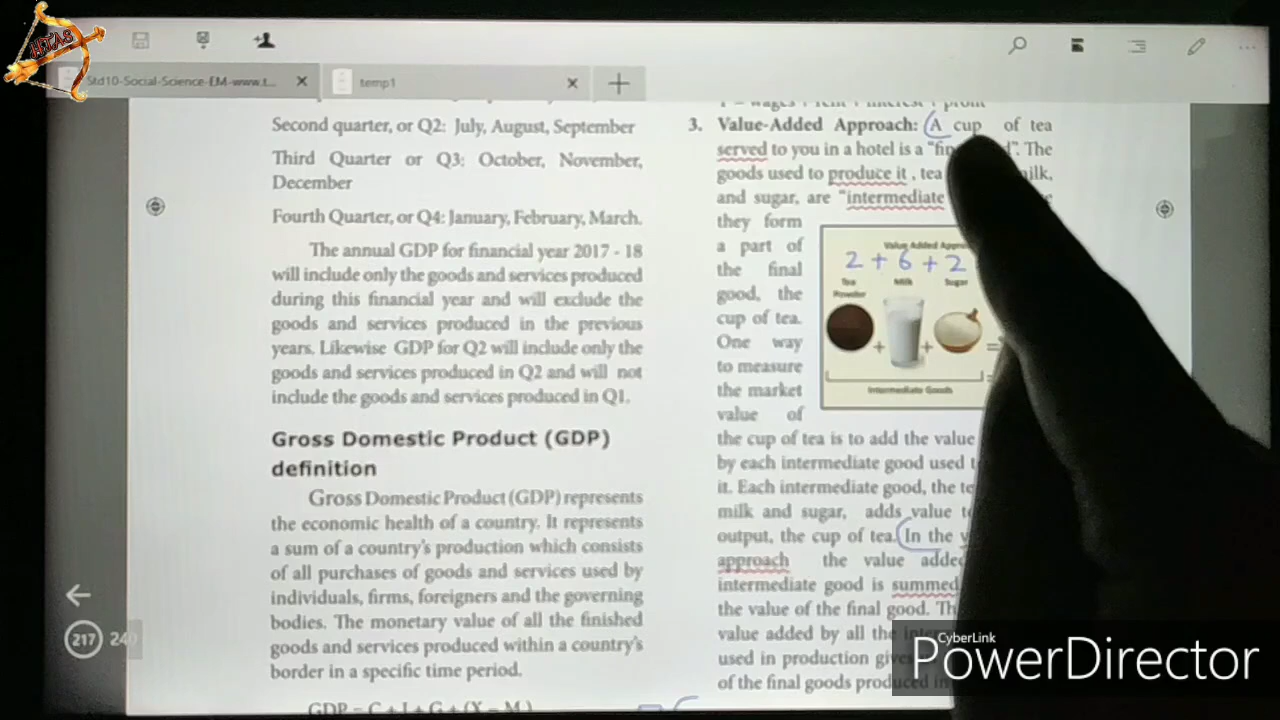 HTAS
Std10-Social-Science-EM-www.t...
temp1
Second quarter, or Q2: July, August, September
Third Quarter or Q3: October, November,
December
Fourth Quarter, or Q4: January, February, March.
The annual GDP for financial year 2017 - 18
will include only the goods and services produced
during this financial year and will exclude the
goods and services produced in the previous
years. Likewise GDP for Q2 will include only the
goods and services produced in Q2 and will not
include the goods and services produced in Q1.
Gross Domestic Product (GDP)
definition
Gross Domestic Product (GDP) represents
the economic health of a country. It represents
a sum of a country's production which consists
of all purchases of goods and services used by
individuals, firms, foreigners and the governing
bodies. The monetary value of all the finished
goods and services produced within a country's
border in a specific time period.
GDP = C + I + G + (X – M)
217 240
Y = wages + rent + interest + profit
3. Value-Added Approach: A cup of tea
served to you in a hotel is a The
goods used to produce it , tea milk,
and sugar, are "intermediate
they form
a part of
the final
good, the
cup of tea.
One way
to measure
the market
value of
the cup of tea is to add the value
by each intermediate good used
it. Each intermediate good, the
milk and sugar, adds value
output, the cup of tea. In the
approach the value added
intermediate good is summed
the value of the final good.
value added by all the
used in production
of the final goods produced
Value Added
2 + 6 + 2
Tea Milk Sugar
Powder
+ + =
Intermediate Goods
CyberLink
PowerDirector